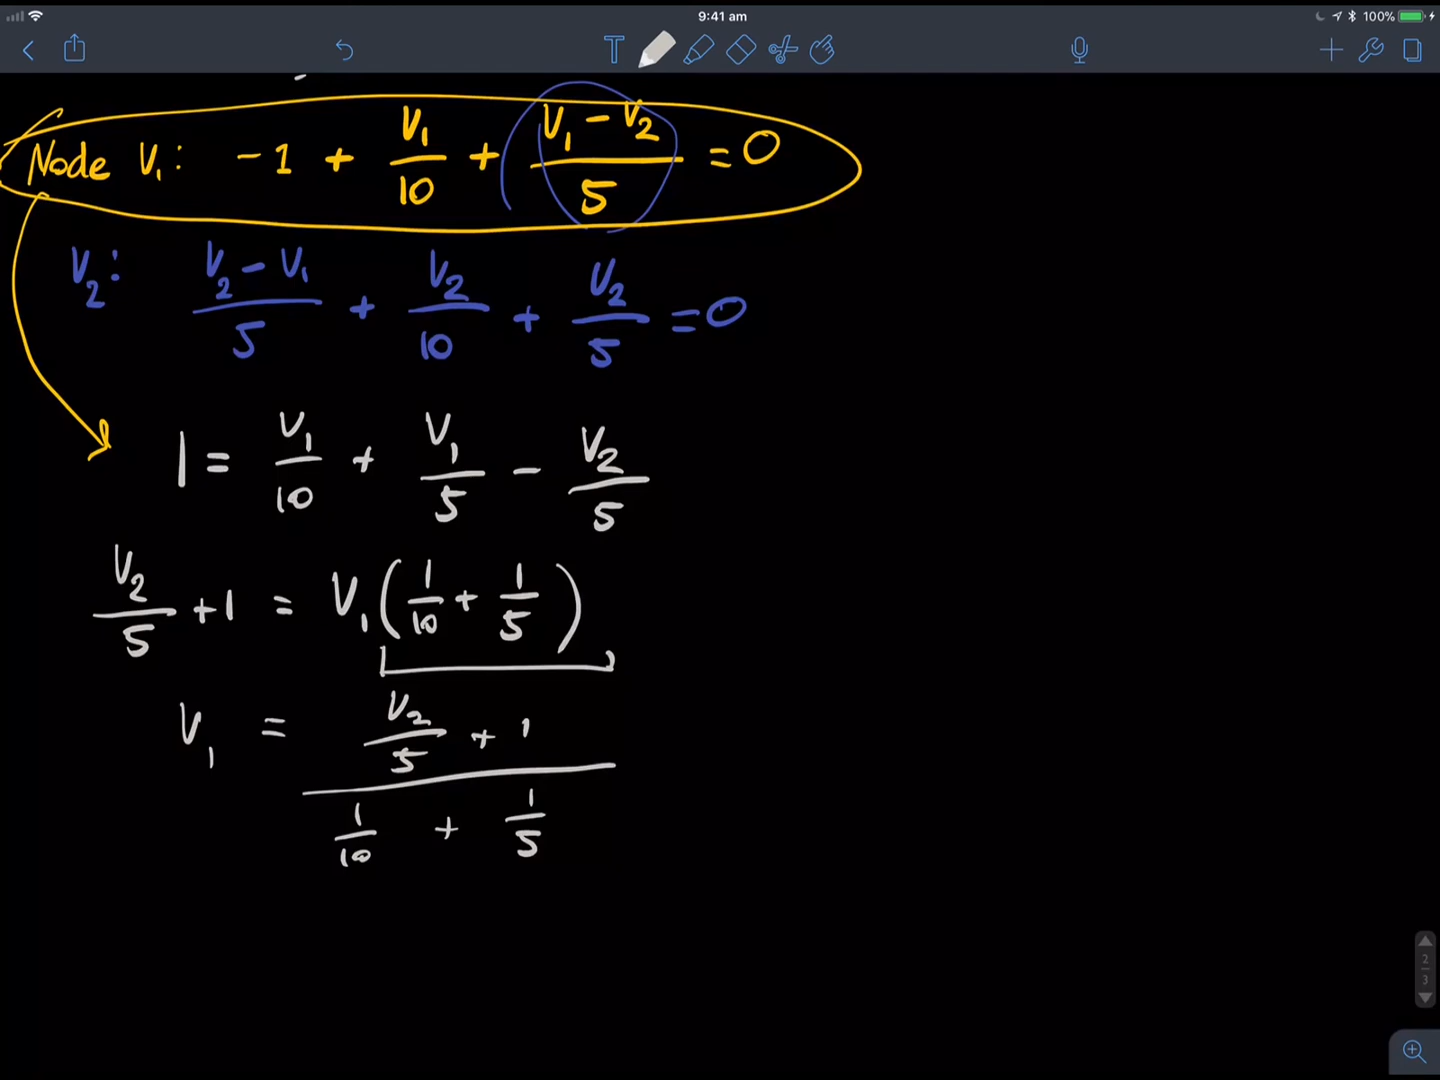 9:41 am
100%
T
Node V₁: -1 + V₁/10 + (V₁ - V₂)/5 = 0
V₂: (V₂ - V₁)/5 + V₂/10 + V₂/5 = 0
1 = V₁/10 + V₁/5 - V₂/5
V₂/5 + 1 = V₁(1/10 + 1/5)
V₁ = (V₂/5 + 1)/(1/10 + 1/5)
2
3